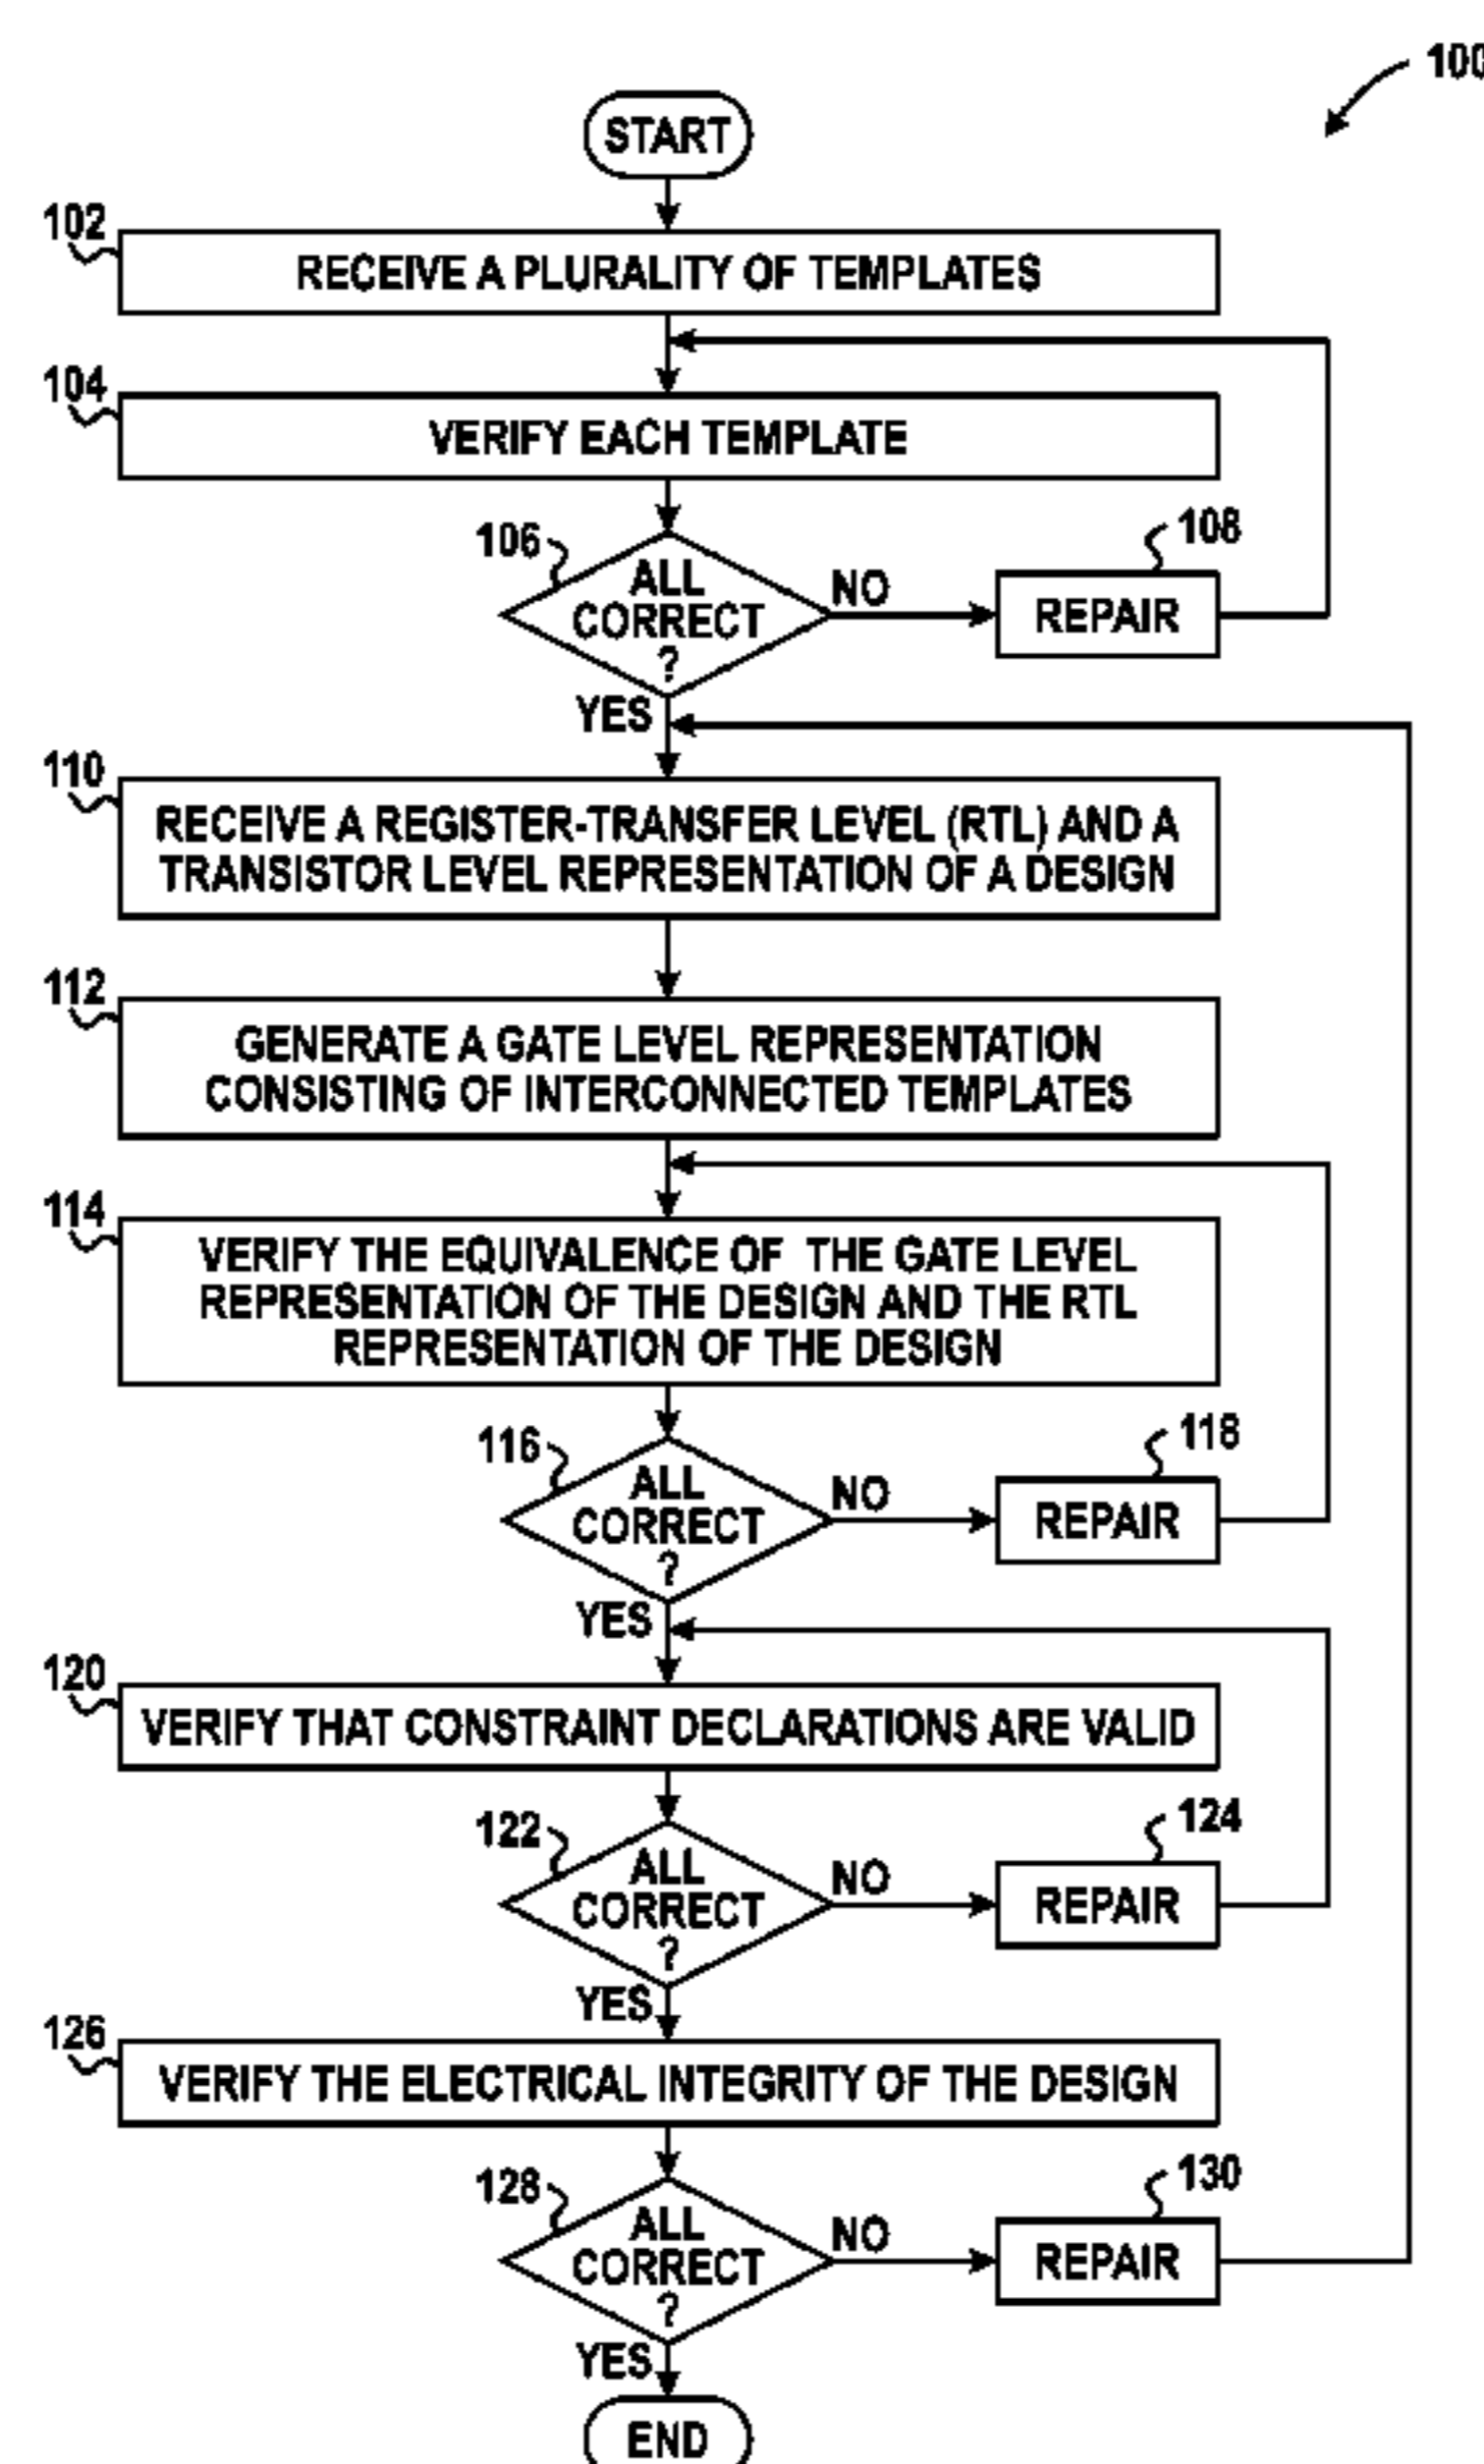 100
START
102
RECEIVE A PLURALITY OF TEMPLATES
104
VERIFY EACH TEMPLATE
106
ALL
CORRECT
?
NO
108
REPAIR
YES
110
RECEIVE A REGISTER-TRANSFER LEVEL (RTL) AND A
TRANSISTOR LEVEL REPRESENTATION OF A DESIGN
112
GENERATE A GATE LEVEL REPRESENTATION
CONSISTING OF INTERCONNECTED TEMPLATES
114
VERIFY THE EQUIVALENCE OF THE GATE LEVEL
REPRESENTATION OF THE DESIGN AND THE RTL
REPRESENTATION OF THE DESIGN
116
ALL
CORRECT
?
NO
118
REPAIR
YES
120
VERIFY THAT CONSTRAINT DECLARATIONS ARE VALID
122
ALL
CORRECT
?
NO
124
REPAIR
YES
126
VERIFY THE ELECTRICAL INTEGRITY OF THE DESIGN
128
ALL
CORRECT
?
NO
130
REPAIR
YES
END